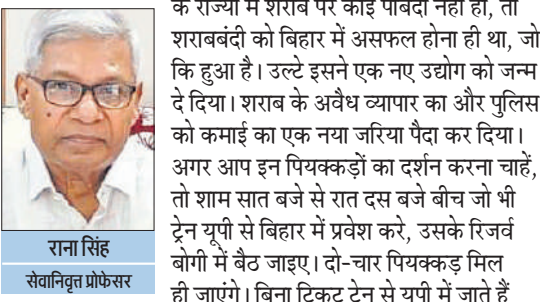 के राज्यों में शराब पर कोई पाबंदी नहीं हो, तो
शराबबंदी को बिहार में असफल होना ही था, जो
कि हुआ है। उल्टे इसने एक नए उद्योग को जन्म
दे दिया। शराब के अवैध व्यापार का और पुलिस
को कमाई का एक नया जरिया पैदा कर दिया।
अगर आप इन पियक्कड़ों का दर्शन करना चाहें,
तो शाम सात बजे से रात दस बजे बीच जो भी
ट्रेन यूपी से बिहार में प्रवेश करे, उसके रिजर्व
बोगी में बैठ जाइए। दो-चार पियक्कड़ मिल
ही जाएंगे। बिना टिकट ट्रेन से यूपी में जाते हैं
राना सिंह
सेवानिवृत्त प्रोफेसर